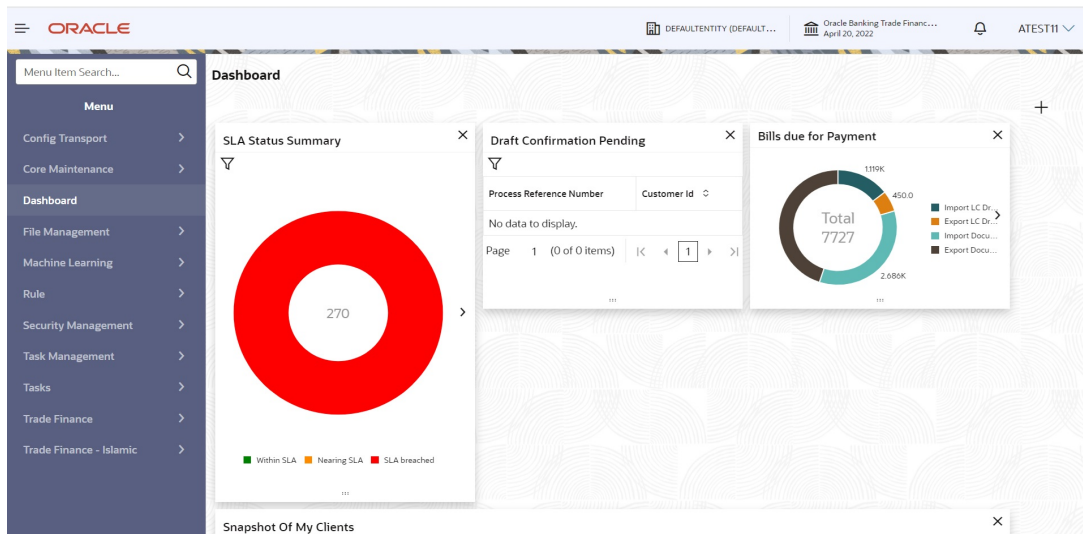 ORACLE
DEFAULTENTITY (DEFAULT...
Oracle Banking Trade Financ...
April 20, 2022
ATEST11
Menu Item Search...
Menu
Config Transport
Core Maintenance
Dashboard
File Management
Machine Learning
Rule
Security Management
Task Management
Tasks
Trade Finance
Trade Finance - Islamic
Dashboard
SLA Status Summary
270
Within SLA
Nearing SLA
SLA breached
Draft Confirmation Pending
Process Reference Number
Customer Id
No data to display.
Page 1 (0 of 0 items)
1
Bills due for Payment
1.119K
450.0
2.686K
Total
7727
Import LC Dr...
Export LC Dr...
Import Docu...
Export Docu...
Snapshot Of My Clients